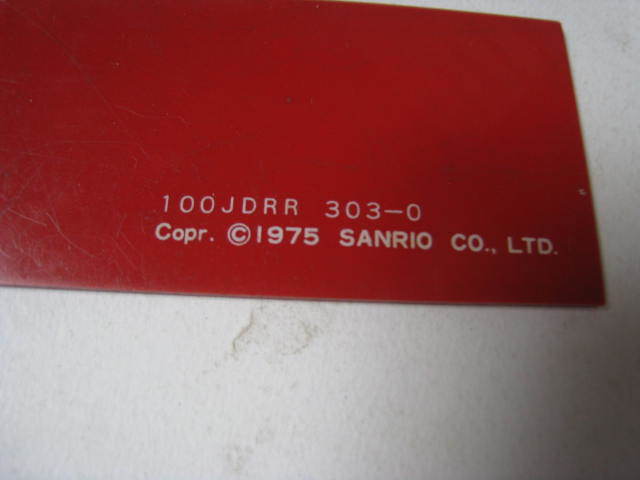 100JDRR 303-0
Copr. ©1975 SANRIO CO., LTD.